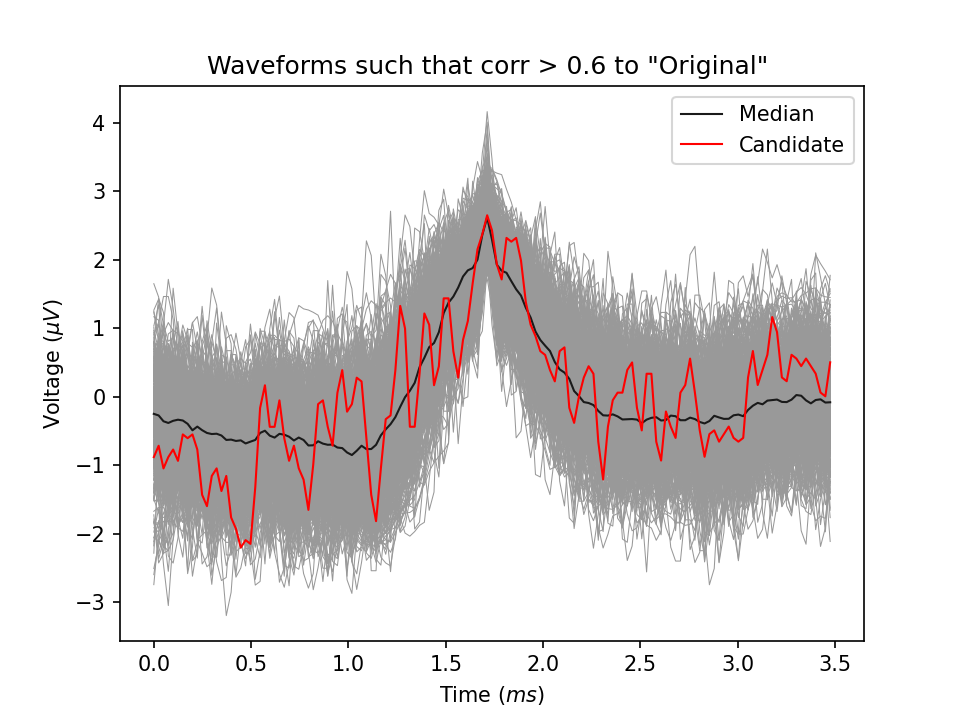 Waveforms such that corr > 0.6 to "Original"
Median
Candidate
4
3
2
1
0
−1
−2
−3
Voltage (μV)
0.0 0.5 1.0 1.5 2.0 2.5 3.0 3.5
Time (ms)